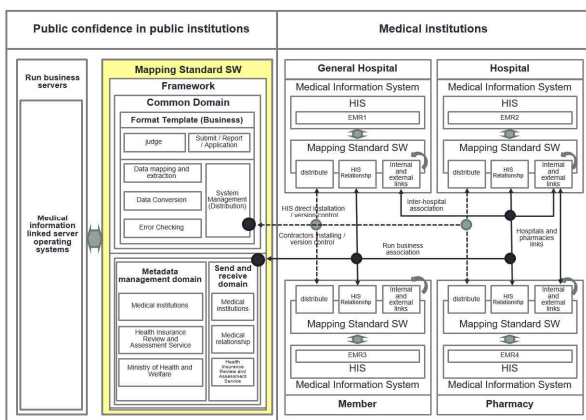 Public confidence in public institutions
Medical institutions
Run business
servers
Medical
information
linked server
operating
systems
Mapping Standard SW
Framework
Common Domain
Format Template (Business)
judge
Submit / Report
/ Application
Data mapping and
extraction
Data Conversion
Error Checking
System
Management
(Distribution)
Metadata
management domain
Medical institutions
Health Insurance
Review and
Assessment Service
Ministry of Health and
Welfare
Send and
receive
domain
Medical
institutions
Medical
relationship
Health
Insurance
Review and
Assessment
Service
General Hospital
Medical Information System
HIS
EMR1
Mapping Standard SW
distribute
HIS
Relationship
Internal
and
external
links
Hospital
Medical Information System
HIS
EMR2
Mapping Standard SW
distribute
HIS
Relationship
Internal
and
external
links
HIS direct installation
/ version control
Contractors installing /
version control
Inter-hospital
association
Hospitals and
pharmacies
links
Run business
association
distribute
HIS
Relationship
Internal
and
external
links
Mapping Standard SW
EMR3
HIS
Medical Information System
Member
distribute
HIS
Relationship
Internal
and
external
links
Mapping Standard SW
EMR4
HIS
Medical Information System
Pharmacy